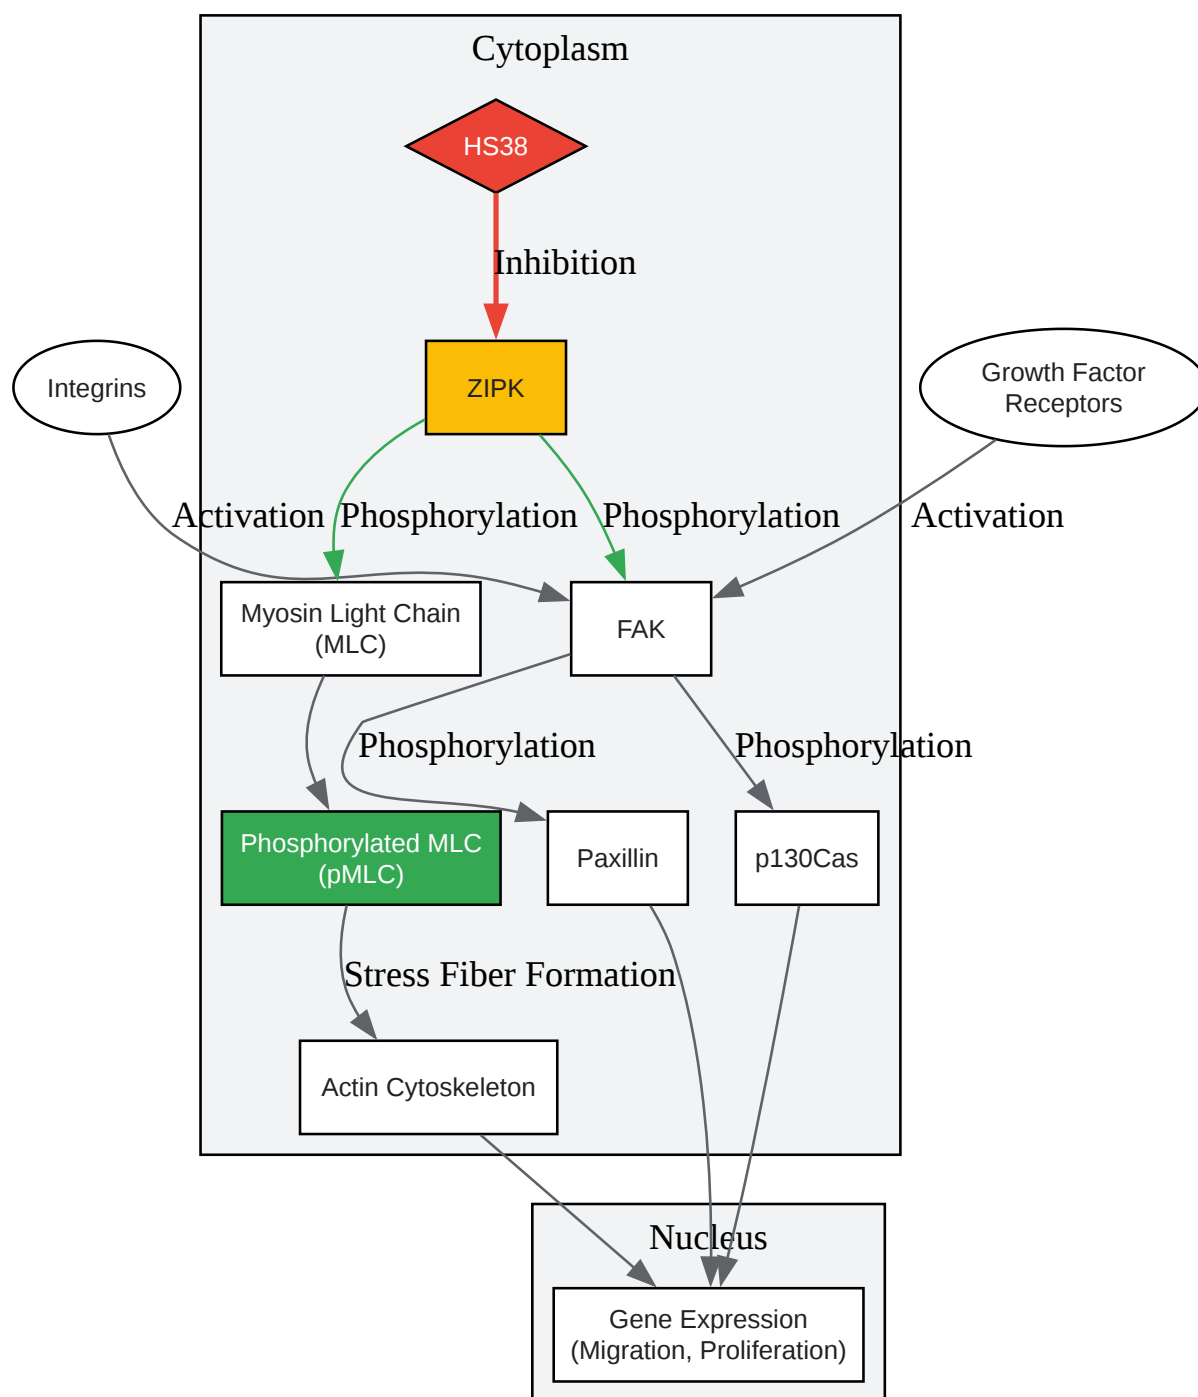 Cytoplasm
HS38
Inhibition
Integrins
ZIPK
Growth Factor
Receptors
Activation
Phosphorylation
Phosphorylation
Activation
Myosin Light Chain
(MLC)
FAK
Phosphorylation
Phosphorylation
Phosphorylated MLC
(pMLC)
Paxillin
p130Cas
Stress Fiber Formation
Actin Cytoskeleton
Nucleus
Gene Expression
(Migration, Proliferation)